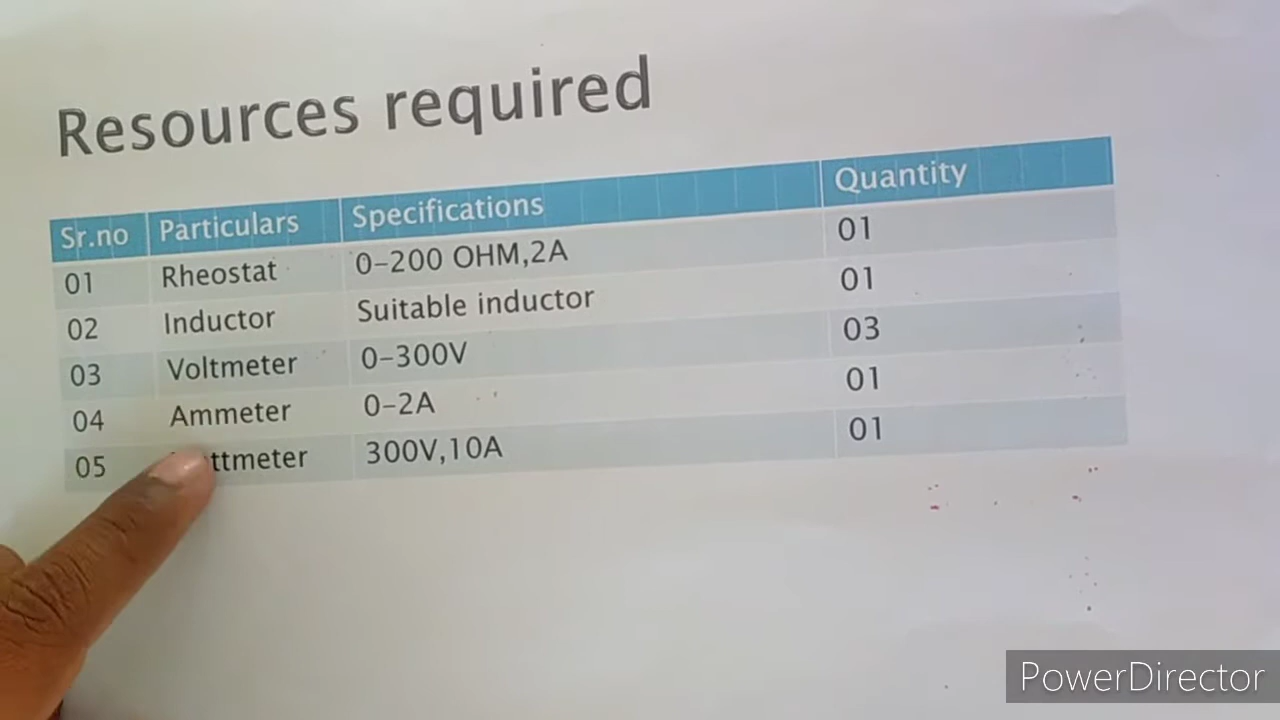 Resources required
Sr.no Particulars Specifications Quantity
01 Rheostat 0-200 OHM,2A 01
02 Inductor Suitable inductor 01
03 Voltmeter 0-300V 03
04 Ammeter 0-2A 01
05 ttmeter 300V,10A 01
PowerDirector